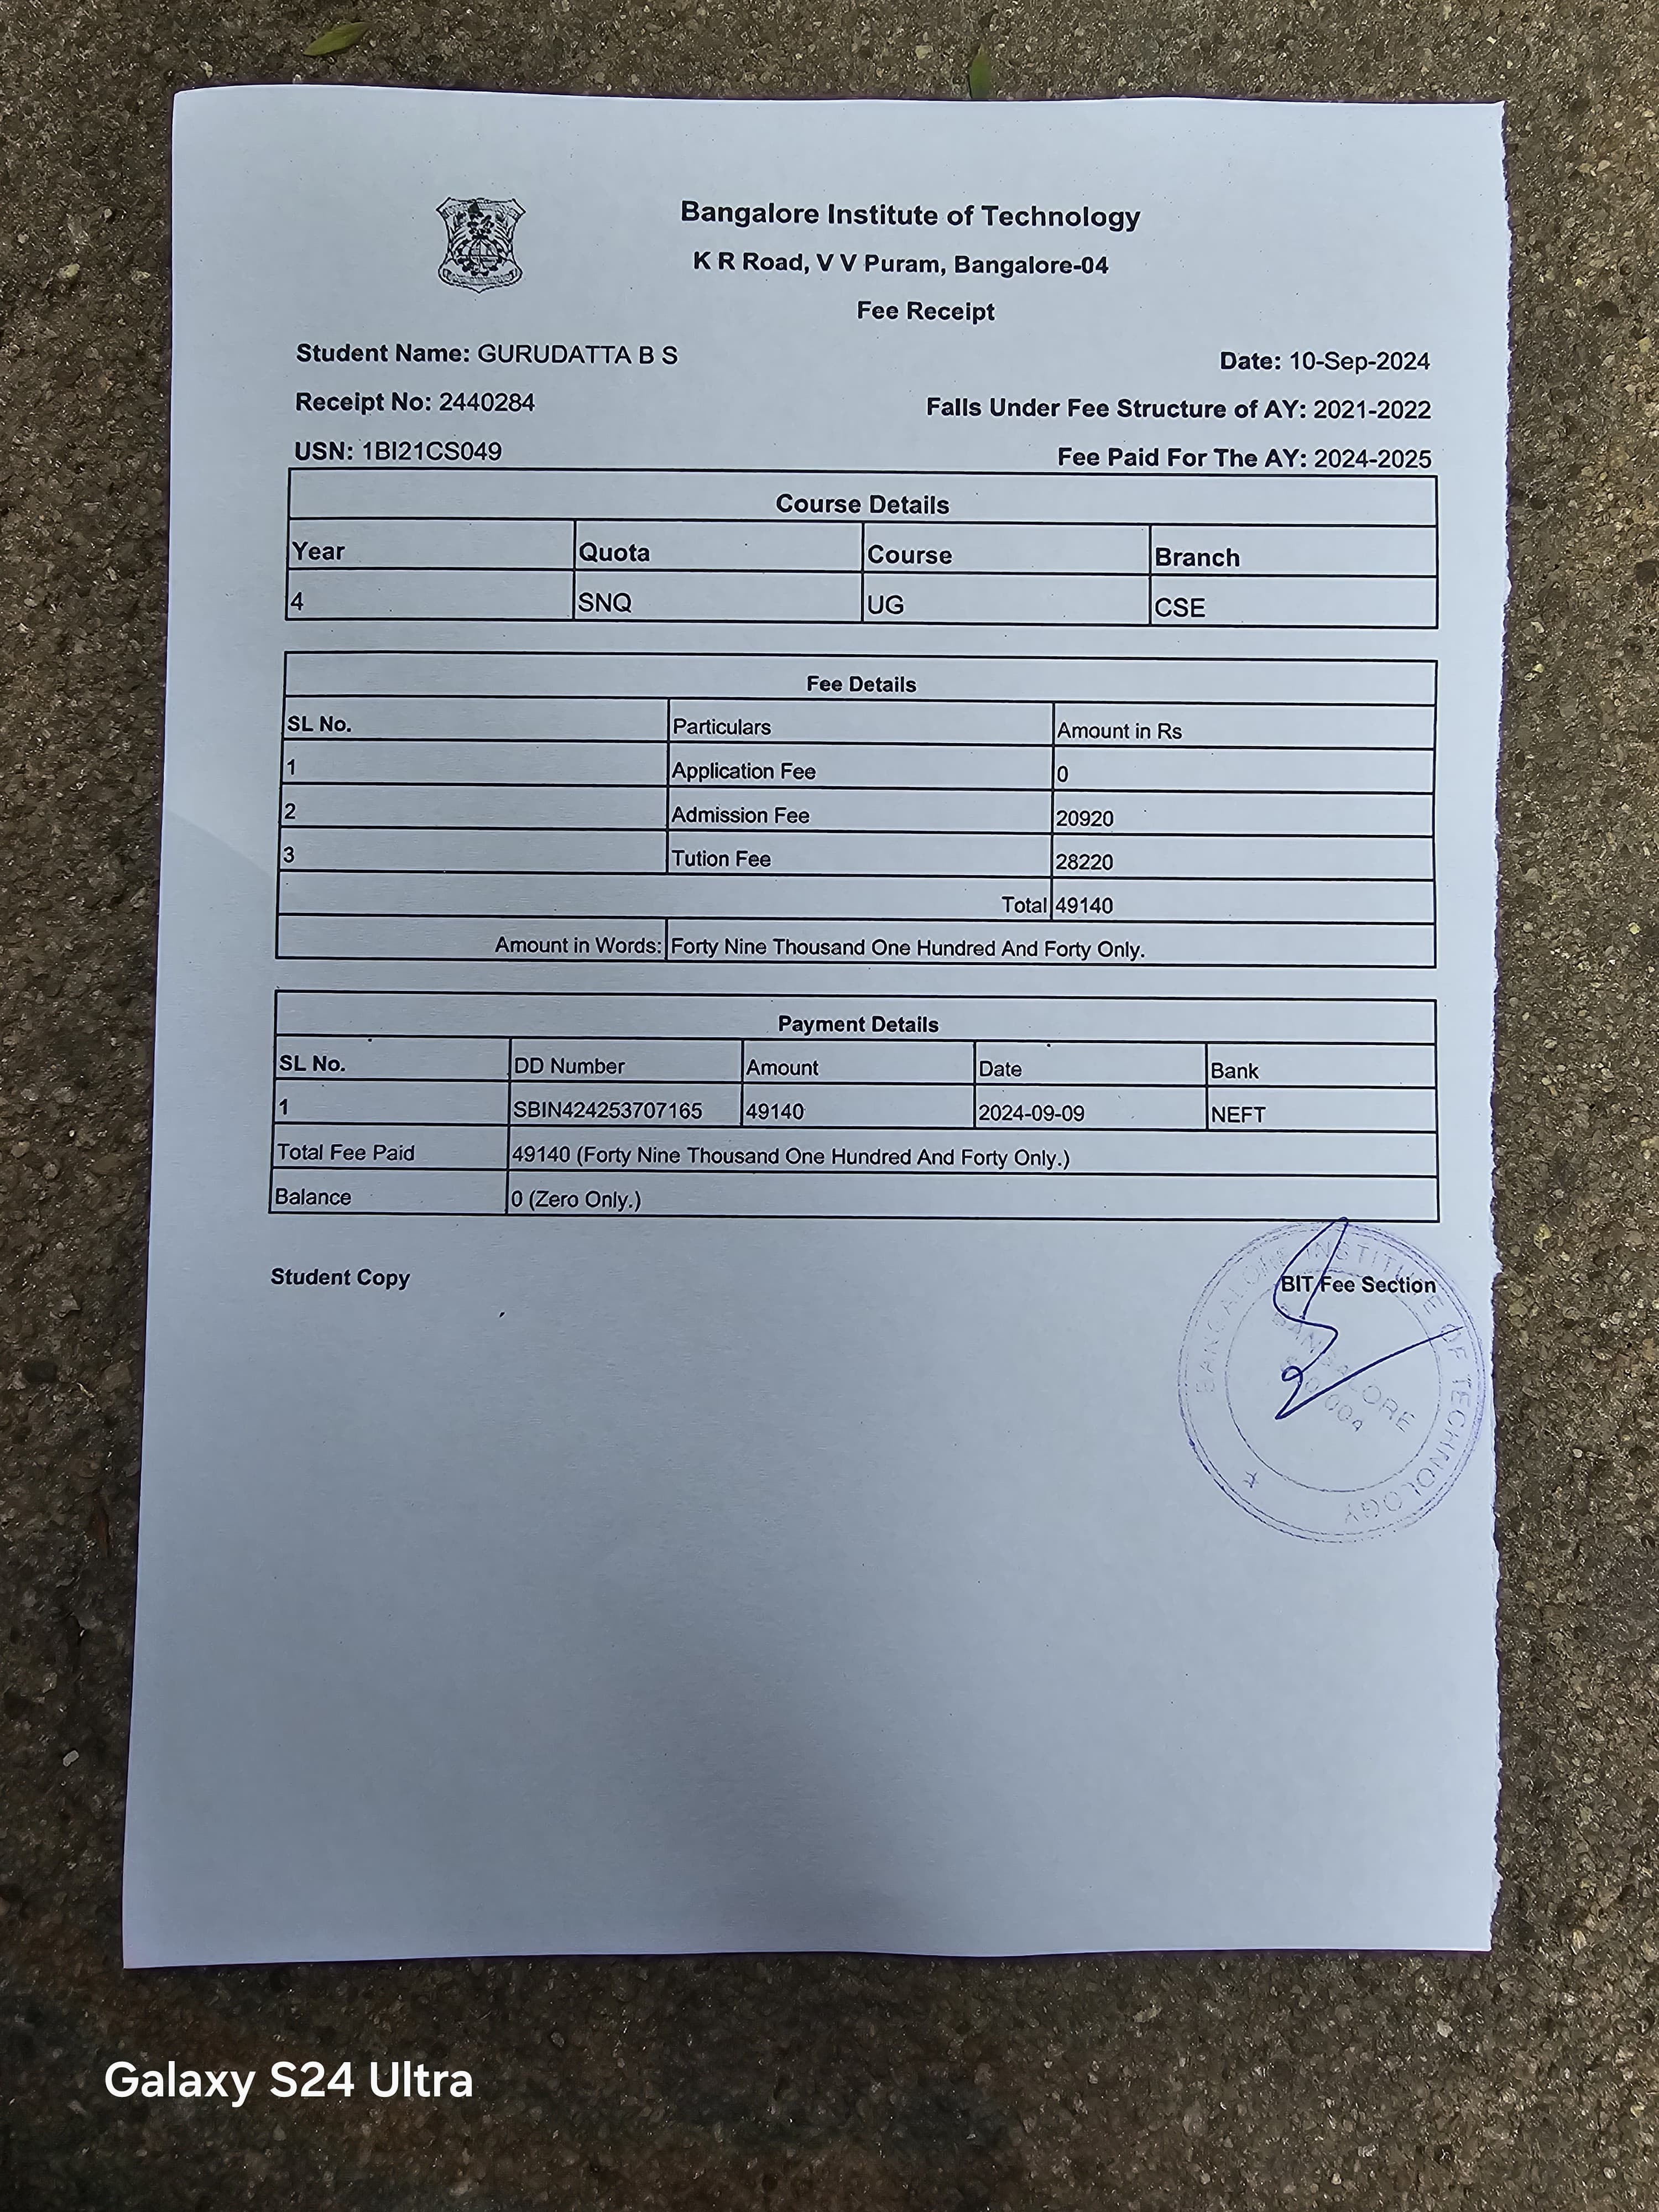 Bangalore Institute of Technology
K R Road, V V Puram, Bangalore-04
Fee Receipt
Student Name: GURUDATTA B S
Date: 10-Sep-2024
Receipt No: 2440284
Falls Under Fee Structure of AY: 2021-2022
USN: 1BI21CS049
Fee Paid For The AY: 2024-2025
Course Details
Year Quota Course Branch
4 SNQ UG CSE
Fee Details
SL No. Particulars Amount in Rs
1 Application Fee 0
2 Admission Fee 20920
3 Tution Fee 28220
Total 49140
Amount in Words: Forty Nine Thousand One Hundred And Forty Only.
Payment Details
SL No. DD Number Amount Date Bank
1 SBIN424253707165 49140 2024-09-09 NEFT
Total Fee Paid 49140 (Forty Nine Thousand One Hundred And Forty Only.)
Balance 0 (Zero Only.)
Student Copy
BIT Fee Section
BANGALORE INSTITUTE OF TECHNOLOGY
BANGALORE
Galaxy S24 Ultra